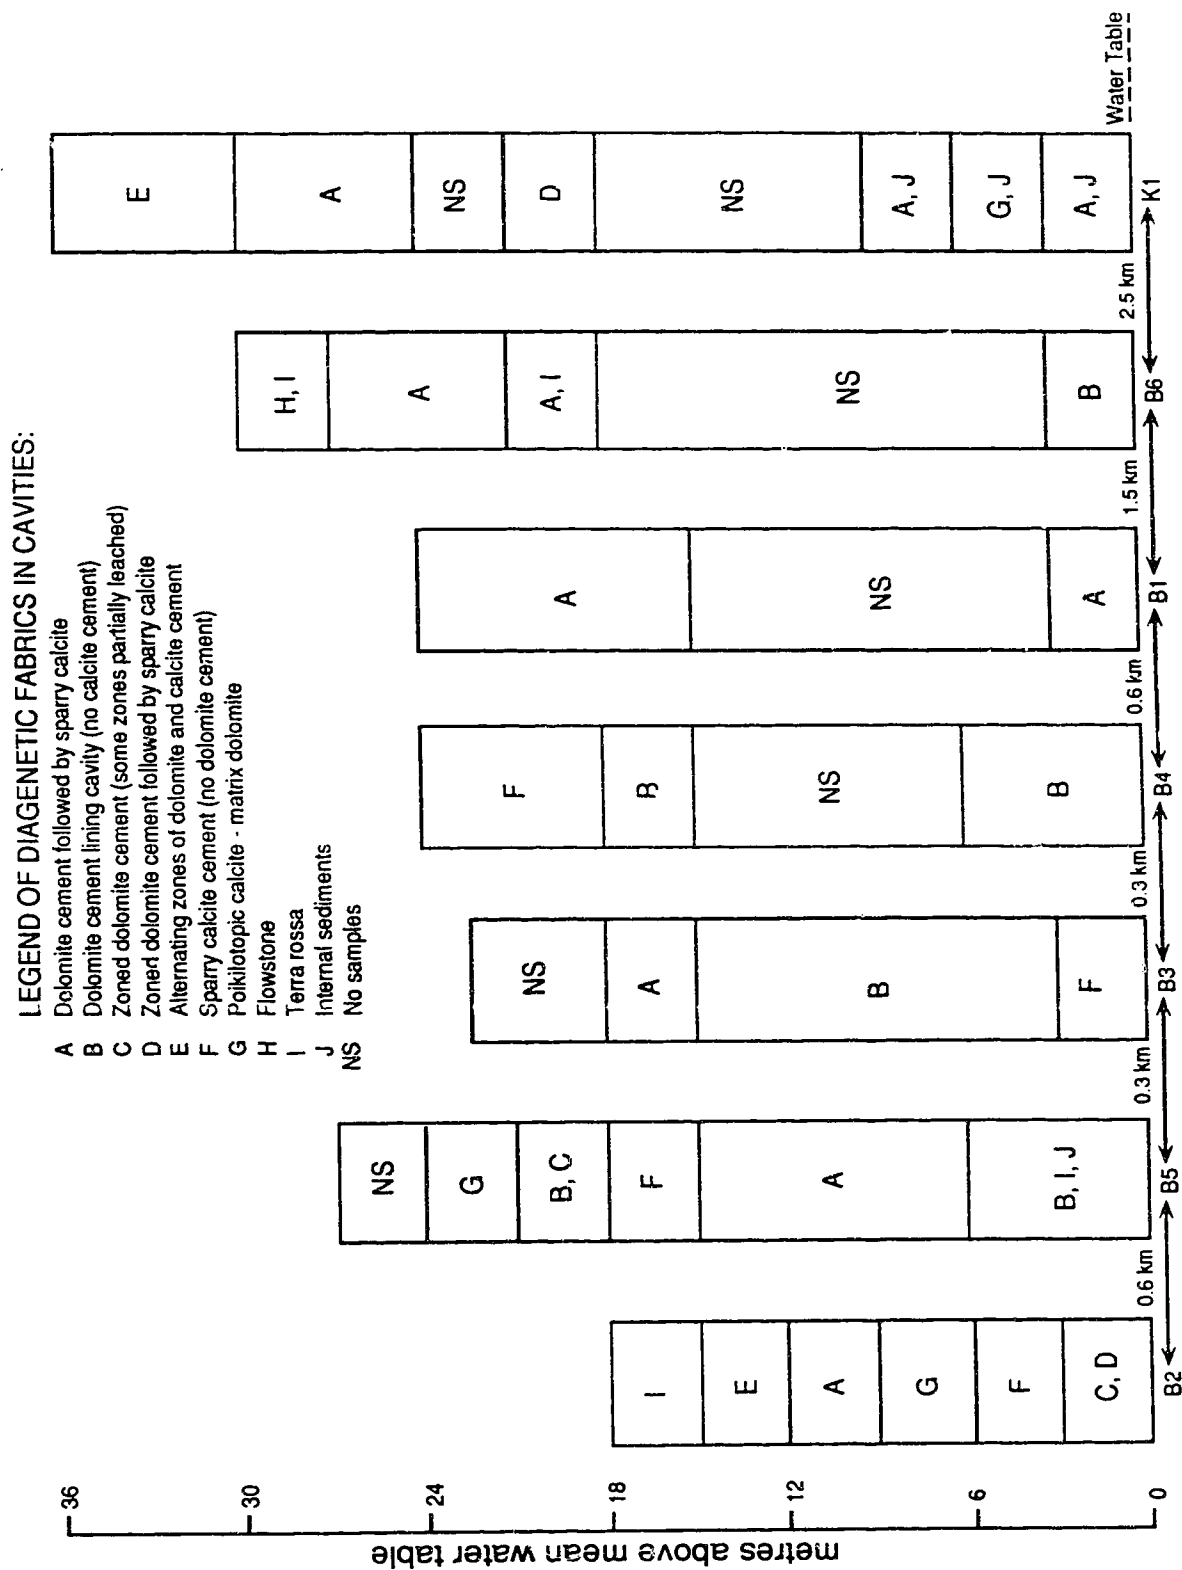 LEGEND OF DIAGENETIC FABRICS IN CAVITIES:
A Dolomite cement followed by sparry calcite
B Dolomite cement lining cavity (no calcite cement)
C Zoned dolomite cement (some zones partially leached)
D Zoned dolomite cement followed by sparry calcite
E Alternating zones of dolomite and calcite cement
F Sparry calcite cement (no dolomite cement)
G Poikilotopic calcite - matrix dolomite
H Flowstone
I Terra rossa
J Internal sediments
NS No samples
metres above mean water table
36
30
24
18
12
6
0
I
E
A
G
F
C, D
B2
0.6 km
NS
G
B, C
F
A
B, I, J
B5
0.3 km
NS
A
B
F
B3
0.3 km
F
B
NS
B
B4
0.6 km
A
NS
A
B1
1.5 km
H, I
A
A, I
NS
B
B6
2.5 km
E
A
NS
D
NS
A, J
G, J
A, J
K1
Water Table